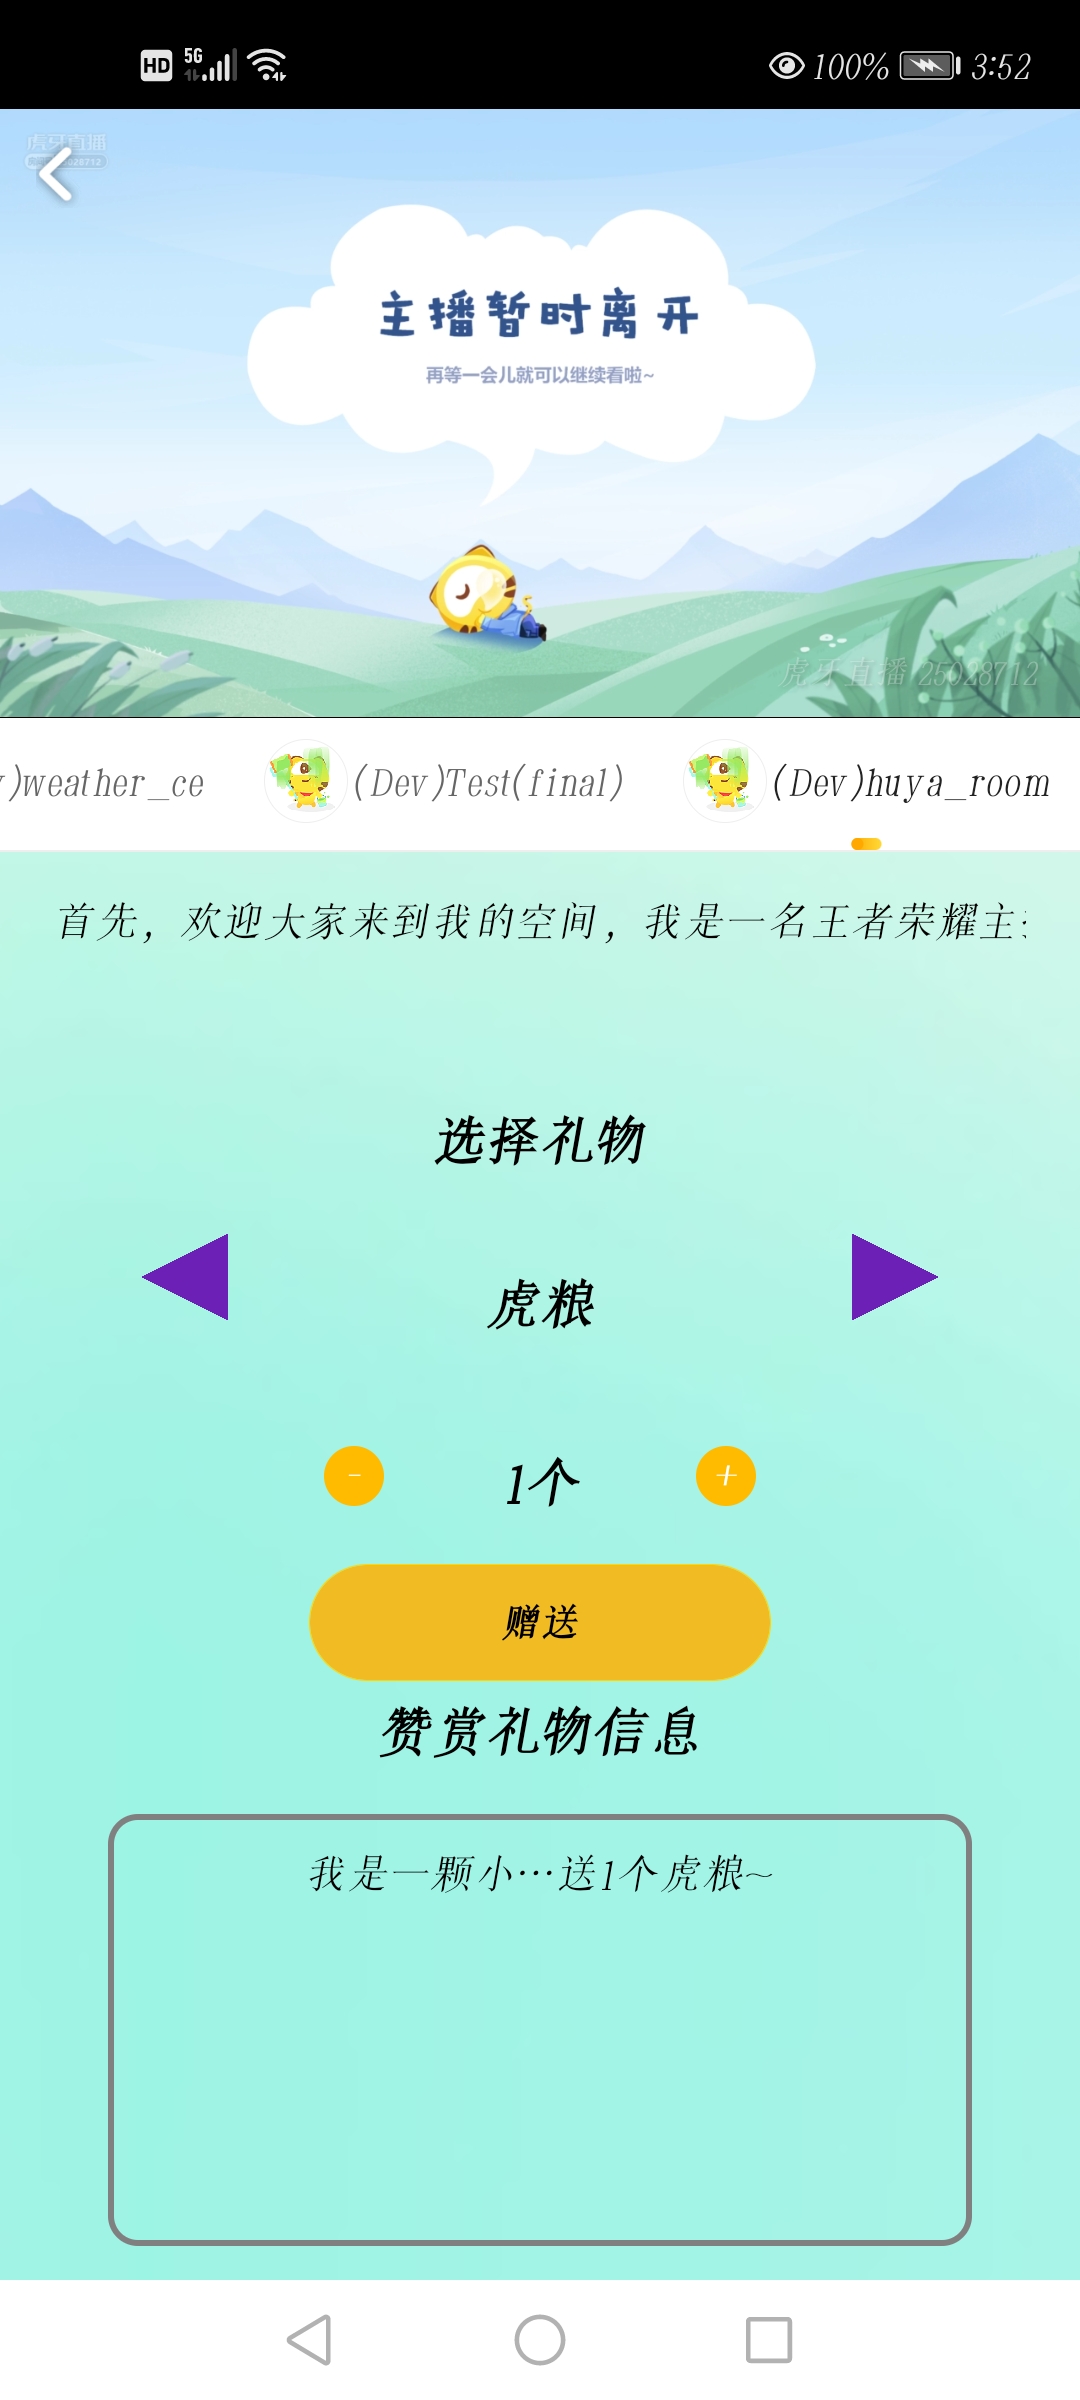 HD 5G 100% 3:52
虎牙直播
主播暂时离开
再等一会儿就可以继续看啦~
虎牙直播 25028712
)weather_ce (Dev)Test(final) (Dev)huya_room
首先，欢迎大家来到我的空间，我是一名王者荣耀主
选择礼物
虎粮
- 1个 +
赠送
赞赏礼物信息
我是一颗小…送1个虎粮~